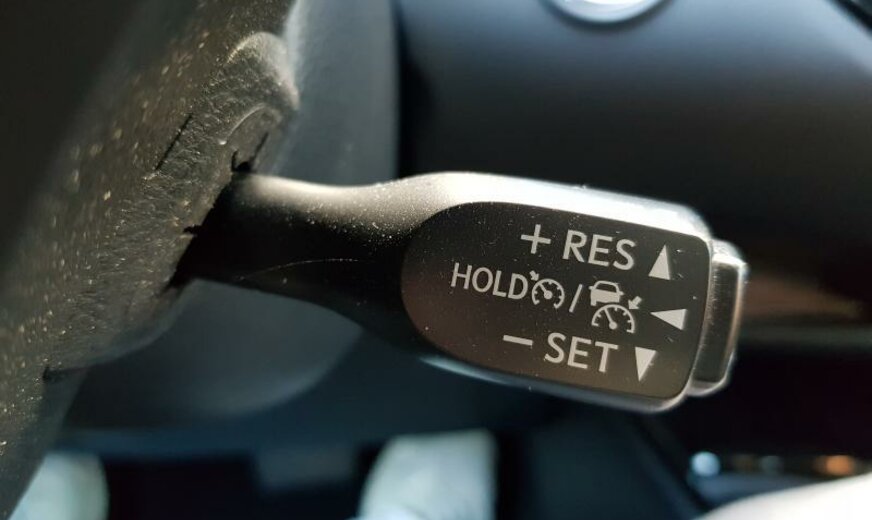 + RES
HOLD /
− SET